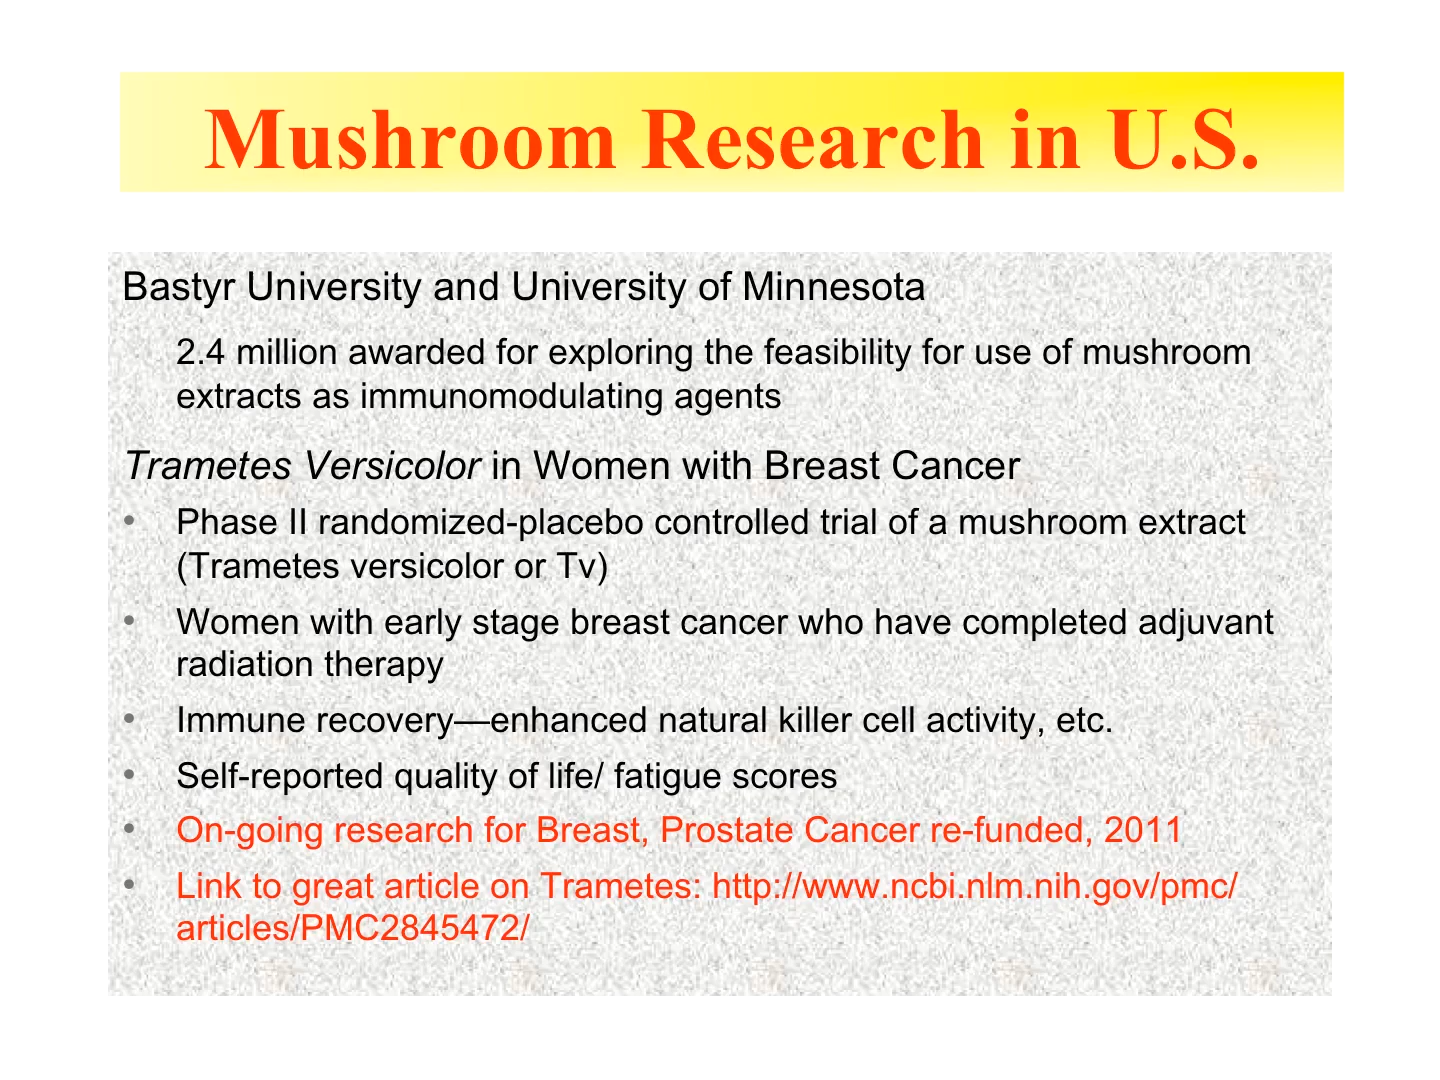 Mushroom Research in U.S.
Bastyr University and University of Minnesota
2.4 million awarded for exploring the feasibility for use of mushroom
extracts as immunomodulating agents
Trametes Versicolor in Women with Breast Cancer
• Phase II randomized-placebo controlled trial of a mushroom extract
(Trametes versicolor or Tv)
• Women with early stage breast cancer who have completed adjuvant
radiation therapy
• Immune recovery—enhanced natural killer cell activity, etc.
• Self-reported quality of life/ fatigue scores
• On-going research for Breast, Prostate Cancer re-funded, 2011
• Link to great article on Trametes: http://www.ncbi.nlm.nih.gov/pmc/
articles/PMC2845472/